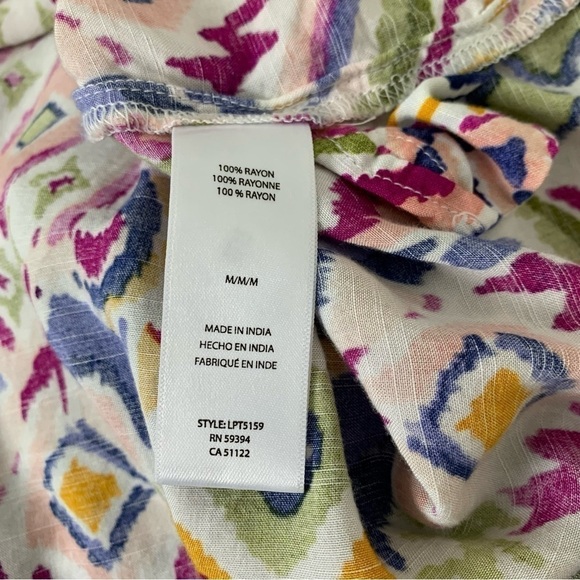 100% RAYON
100% RAYONNE
100 % RAYON
M/M/M
MADE IN INDIA
HECHO EN INDIA
FABRIQUÉ EN INDE
STYLE: LPT5159
RN 59394
CA 51122